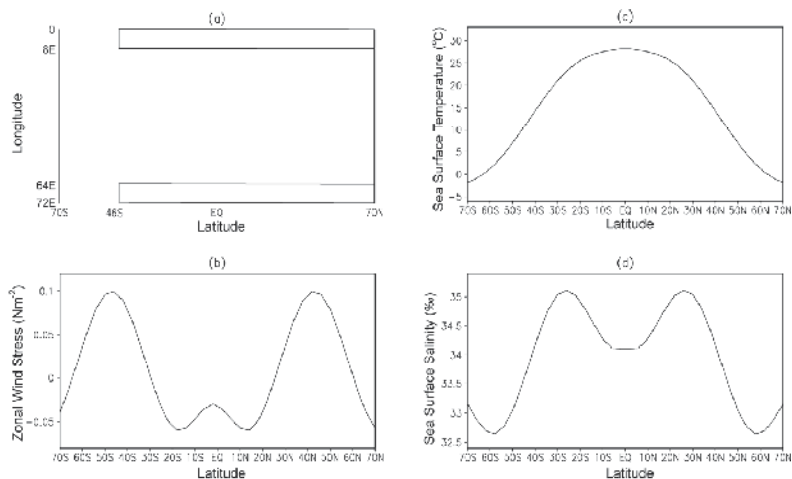 (a)
0
8E
64E
72E
Longitude
70S 46S EQ 70N
Latitude
(c)
Sea Surface Temperature (°C)
30
25
20
15
10
5
0
−5
70S 60S 50S 40S 30S 20S 10S EQ 10N 20N 30N 40N 50N 60N 70N
Latitude
(b)
Zonal Wind Stress (Nm⁻²)
0.1
0.05
0
−0.05
70S 60S 50S 40S 30S 20S 10S EQ 10N 20N 30N 40N 50N 60N 70N
Latitude
(d)
Sea Surface Salinity (‰)
35
34.5
34
33.5
33
32.5
70S 60S 50S 40S 30S 20S 10S EQ 10N 20N 30N 40N 50N 60N 70N
Latitude